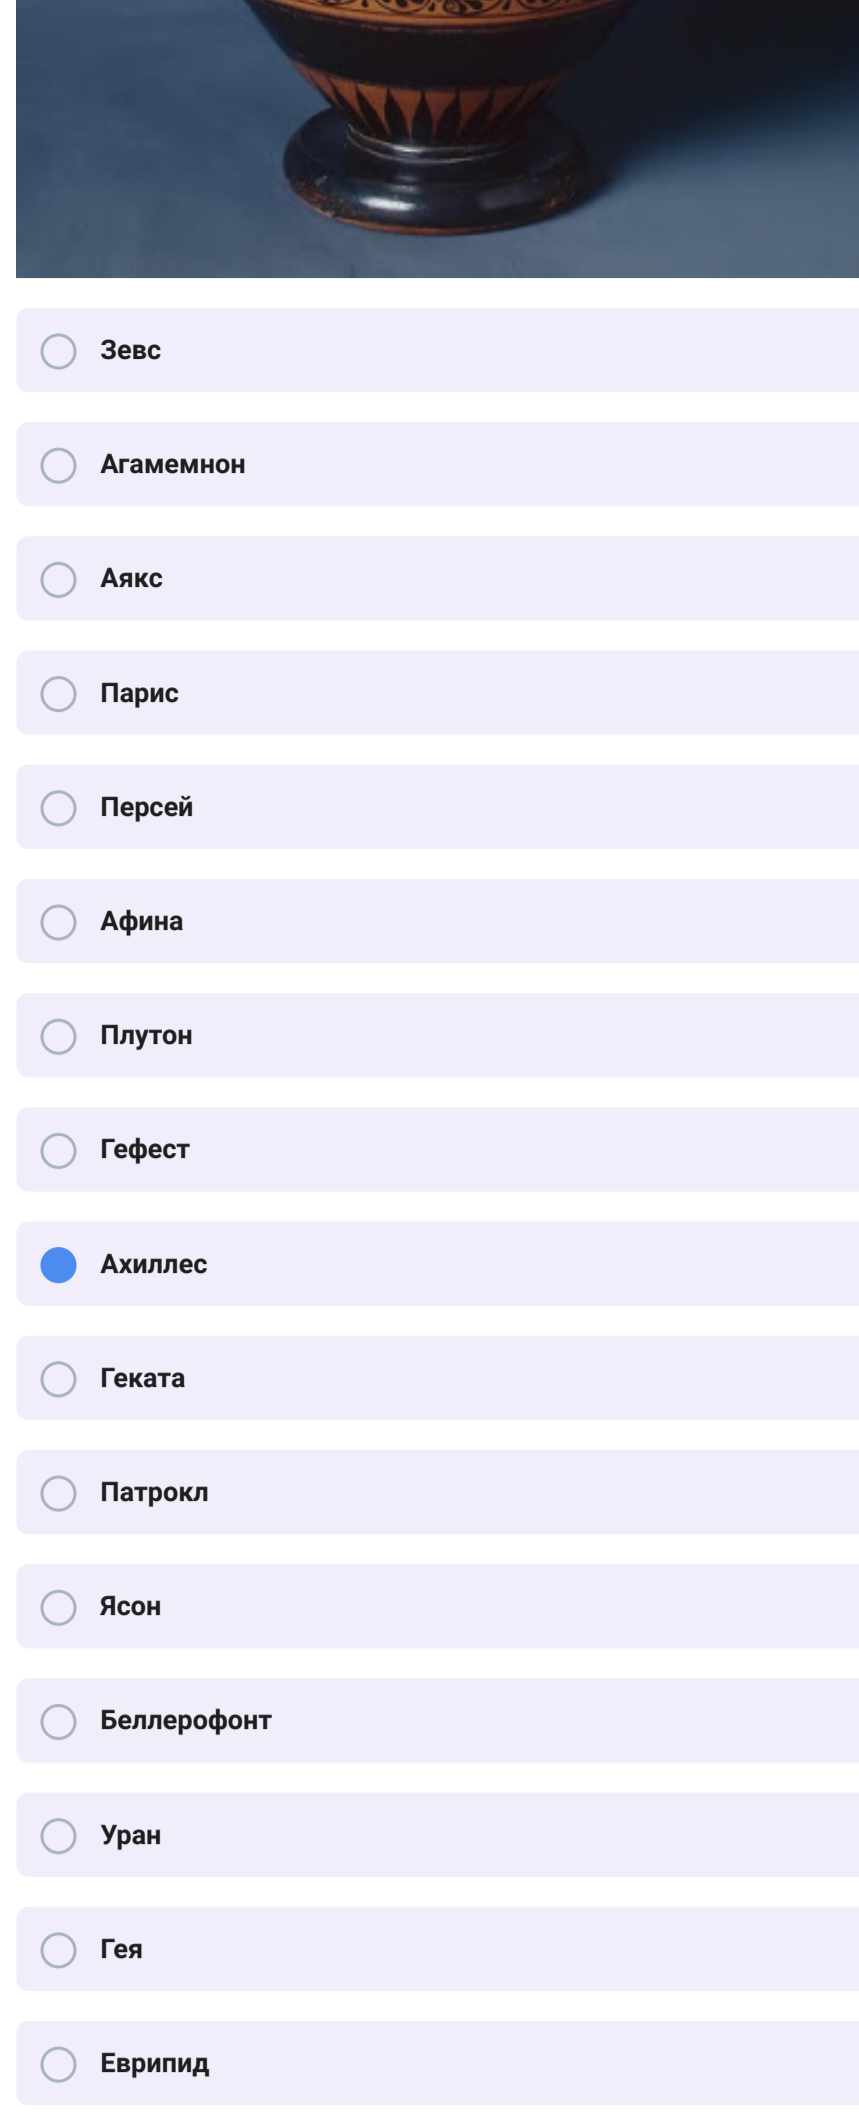 Зевс
Агамемнон
Аякс
Парис
Персей
Афина
Плутон
Гефест
Ахиллес
Геката
Патрокл
Ясон
Беллерофонт
Уран
Гея
Еврипид